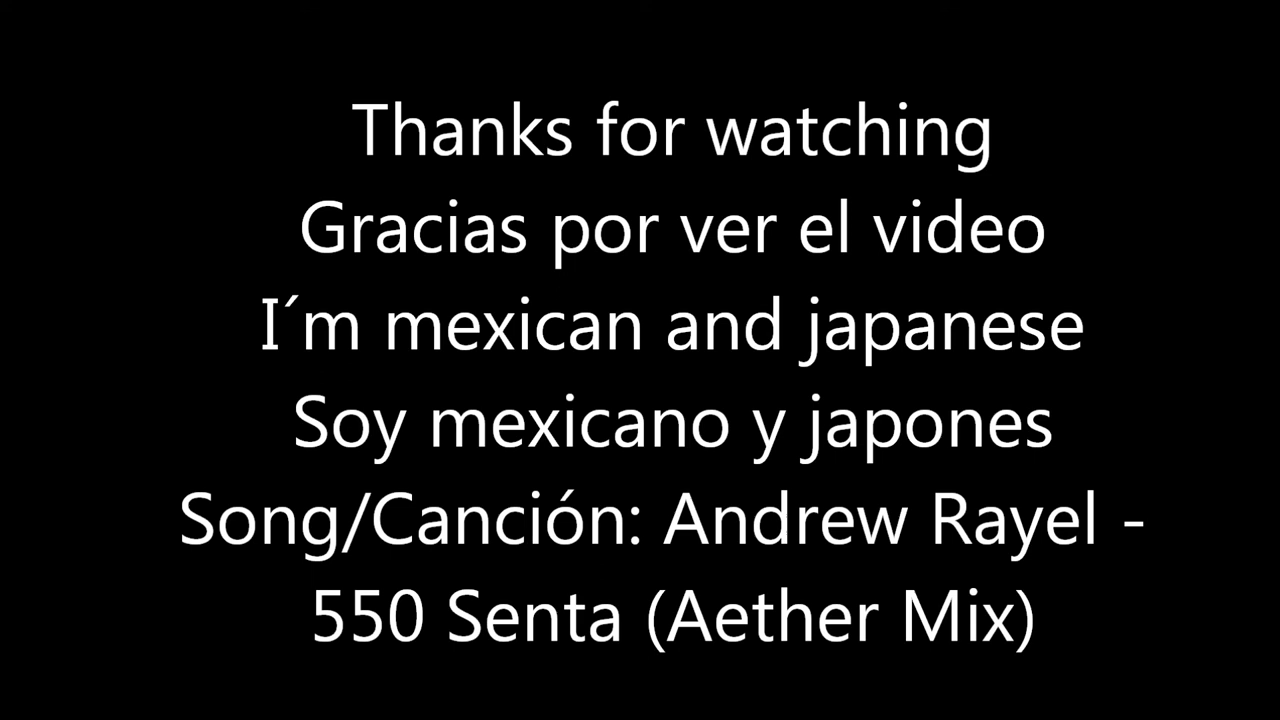 Thanks for watching
Gracias por ver el video
I´m mexican and japanese
Soy mexicano y japones
Song/Canción: Andrew Rayel -
550 Senta (Aether Mix)